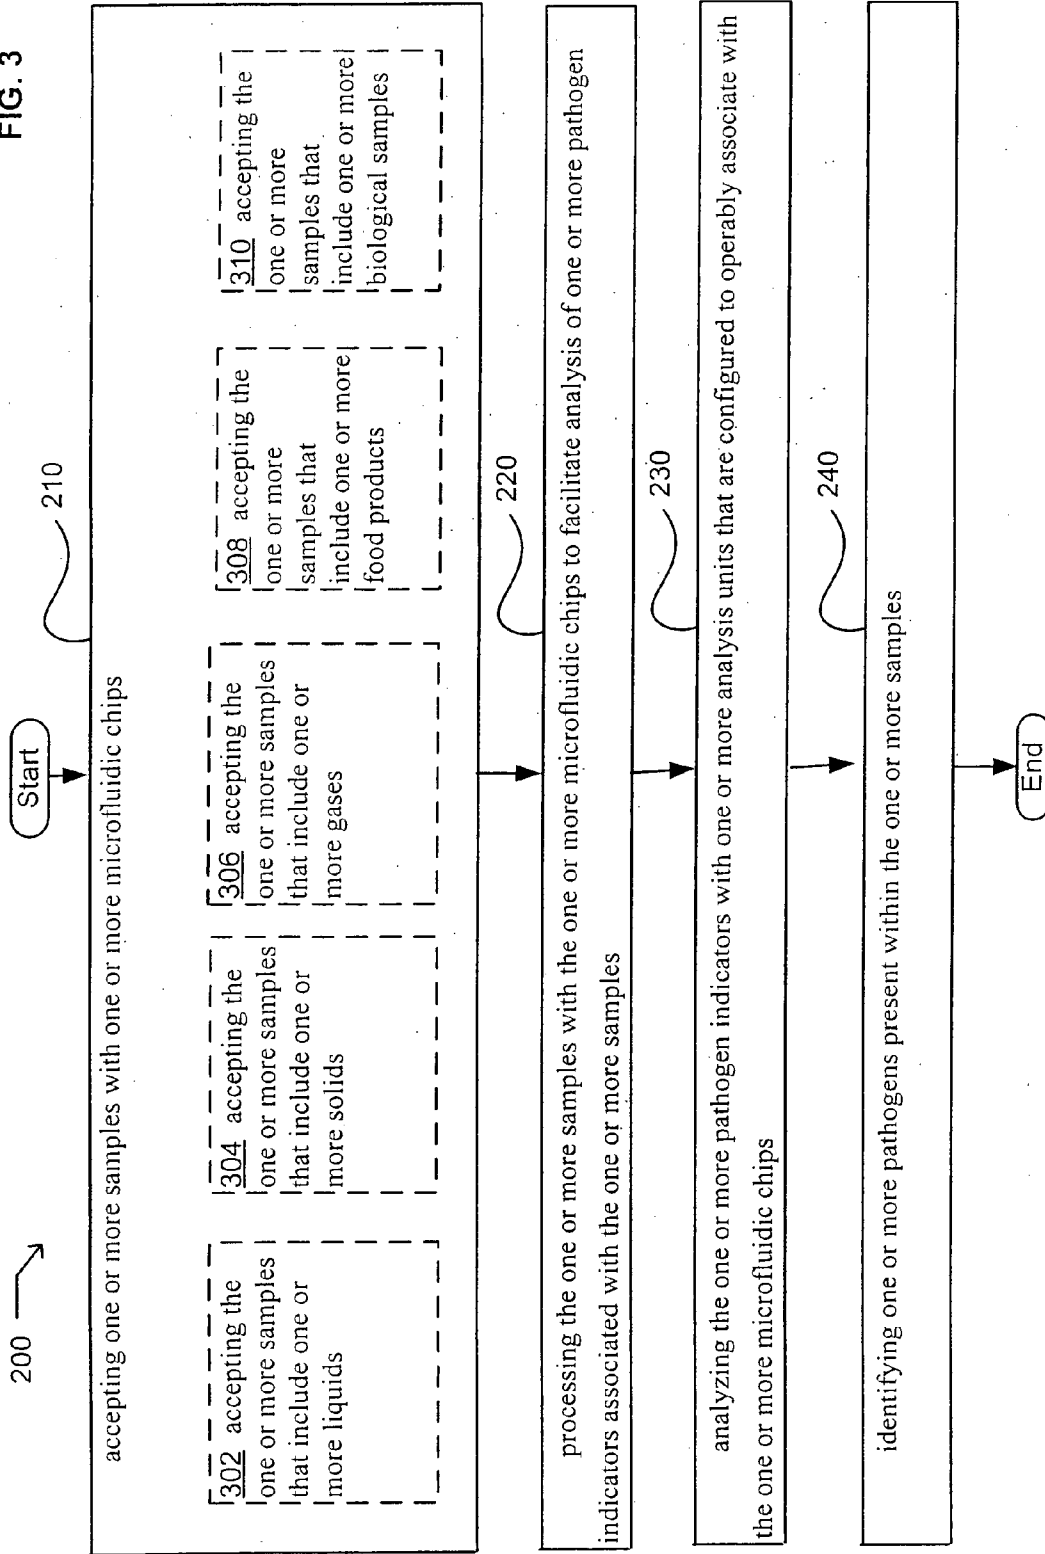 FIG. 3
200
Start
210
accepting one or more samples with one or more microfluidic chips
302 accepting the
one or more samples
that include one or
more liquids
304 accepting the
one or more samples
that include one or
more solids
306 accepting the
one or more samples
that include one or
more gases
308 accepting the
one or more
samples that
include one or more
food products
310 accepting the
one or more
samples that
include one or more
biological samples
220
processing the one or more samples with the one or more microfluidic chips to facilitate analysis of one or more pathogen
indicators associated with the one or more samples
230
analyzing the one or more pathogen indicators with one or more analysis units that are configured to operably associate with
the one or more microfluidic chips
240
identifying one or more pathogens present within the one or more samples
End